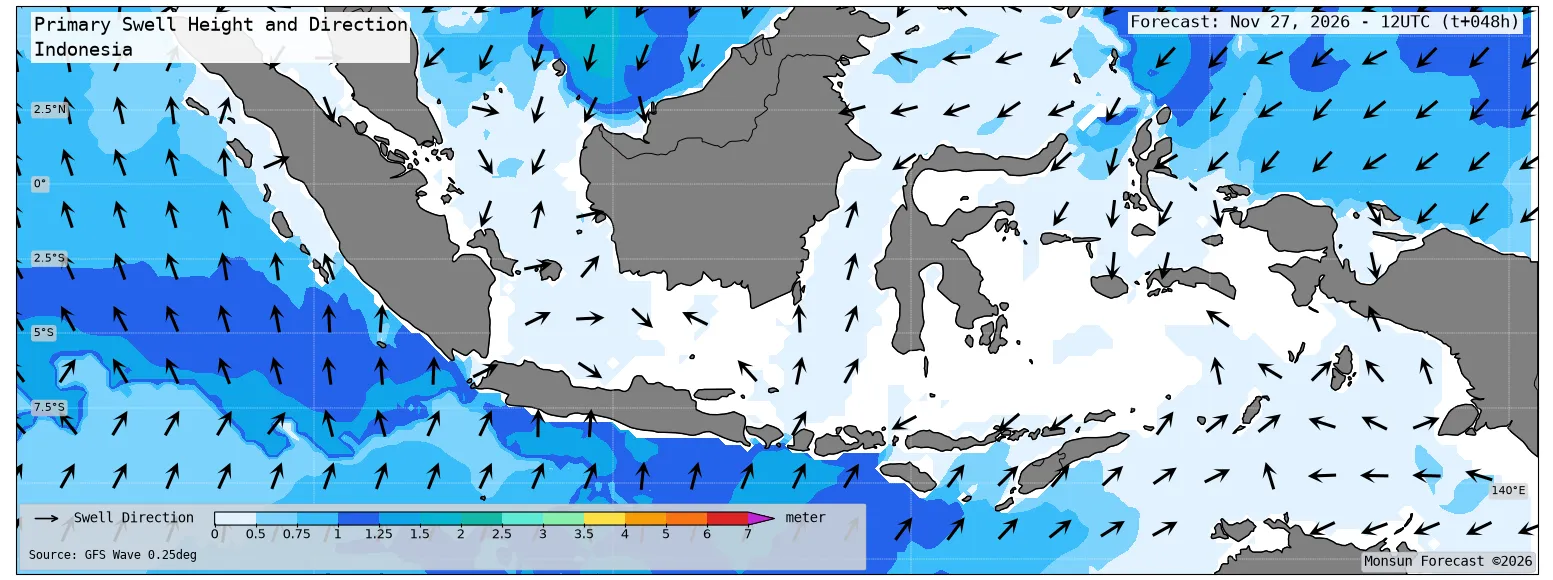 Primary Swell Height and Direction
Indonesia
Forecast: Nov 27, 2026 - 12UTC (t+048h)
2.5°N
0°
2.5°S
5°S
7.5°S
140°E
Swell Direction
meter
0 0.5 0.75 1 1.25 1.5 2 2.5 3 3.5 4 5 6 7
Source: GFS Wave 0.25deg
Monsun Forecast ©2026